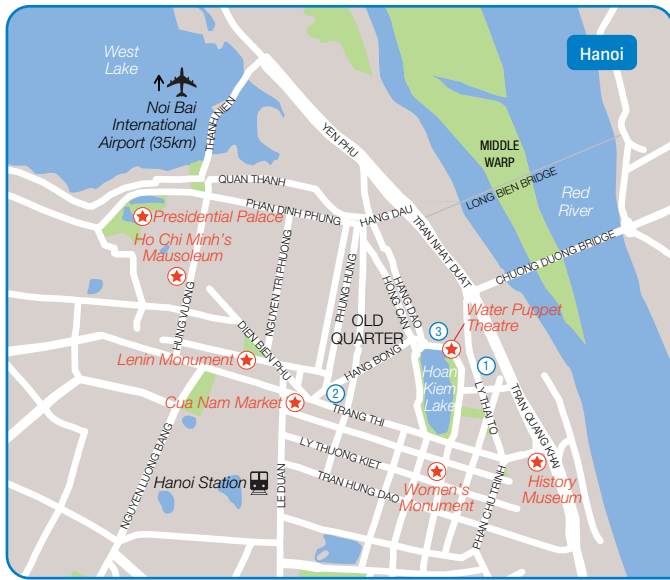 Hanoi
West
Lake
Noi Bai
International
Airport (35km)
THANH NIEN
YEN PHU
MIDDLE
WARP
LONG BIEN BRIDGE
Red
River
QUAN THANH
PHAN DINH PHUNG
HANG DAU
TRAN NHAT DUAT
CHUONG DUONG BRIDGE
Presidential Palace
Ho Chi Minh's
Mausoleum
NGUYEN TRI PHUONG
PHUNG HUNG
HANG DAO
HONG CAN
HUNG VUONG
DIEN BIEN PHU
OLD
QUARTER
3
Water Puppet
Theatre
Lenin Monument
HANG BONG
Hoan
Kiem
Lake
1
2
Cua Nam Market
TRANG THI
LY THAI TO
TRAN QUANG KHAI
NGUYEN LUONG BANG
LY THUONG KIET
Hanoi Station
LE DUAN
TRAN HUNG DAO
Women's
Monument
PHAN CHU TRINH
History
Museum